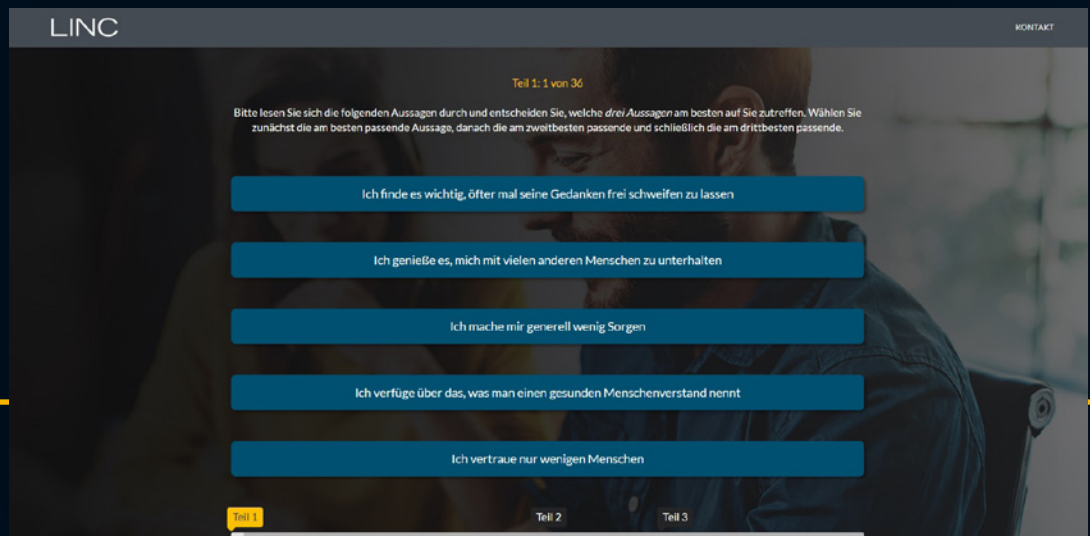 LINC
KONTAKT
Teil 1: 1 von 36
Bitte lesen Sie sich die folgenden Aussagen durch und entscheiden Sie, welche drei Aussagen am besten auf Sie zutreffen. Wählen Sie
zunächst die am besten passende Aussage, danach die am zweitbesten passende und schließlich die am drittbesten passende.
Ich finde es wichtig, öfter mal seine Gedanken frei schweifen zu lassen
Ich genieße es, mich mit vielen anderen Menschen zu unterhalten
Ich mache mir generell wenig Sorgen
Ich verfüge über das, was man einen gesunden Menschenverstand nennt
Ich vertraue nur wenigen Menschen
Teil 1
Teil 2
Teil 3